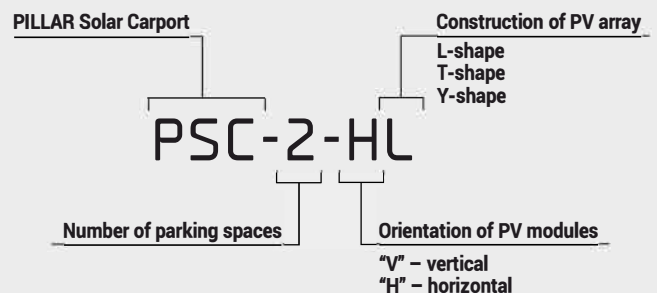 PILLAR Solar Carport
Construction of PV array
L-shape
T-shape
Y-shape
PSC-2-HL
Number of parking spaces
Orientation of PV modules
“V” – vertical
“H” – horizontal